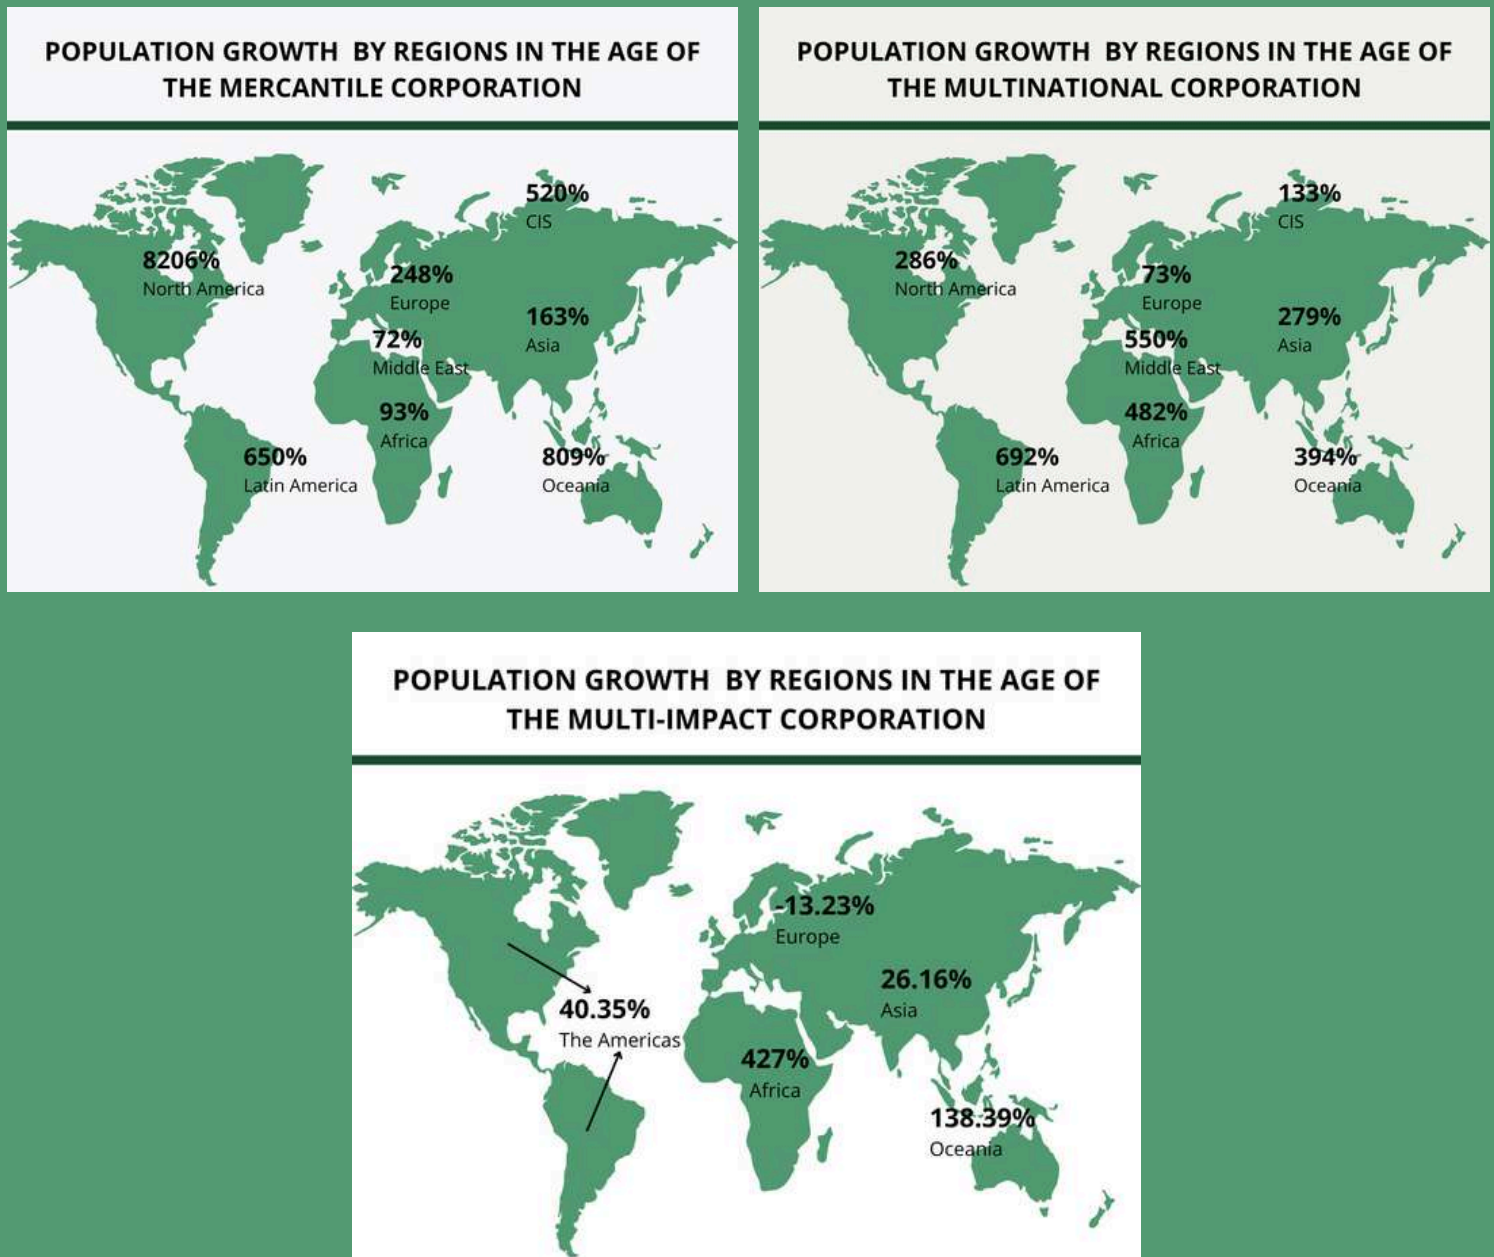 POPULATION GROWTH BY REGIONS IN THE AGE OF
THE MERCANTILE CORPORATION
520%
CIS
8206%
North America
248%
Europe
163%
Asia
72%
Middle East
93%
Africa
650%
Latin America
809%
Oceania
POPULATION GROWTH BY REGIONS IN THE AGE OF
THE MULTINATIONAL CORPORATION
133%
CIS
286%
North America
73%
Europe
279%
Asia
550%
Middle East
482%
Africa
692%
Latin America
394%
Oceania
POPULATION GROWTH BY REGIONS IN THE AGE OF
THE MULTI-IMPACT CORPORATION
-13.23%
Europe
26.16%
Asia
40.35%
The Americas
427%
Africa
138.39%
Oceania